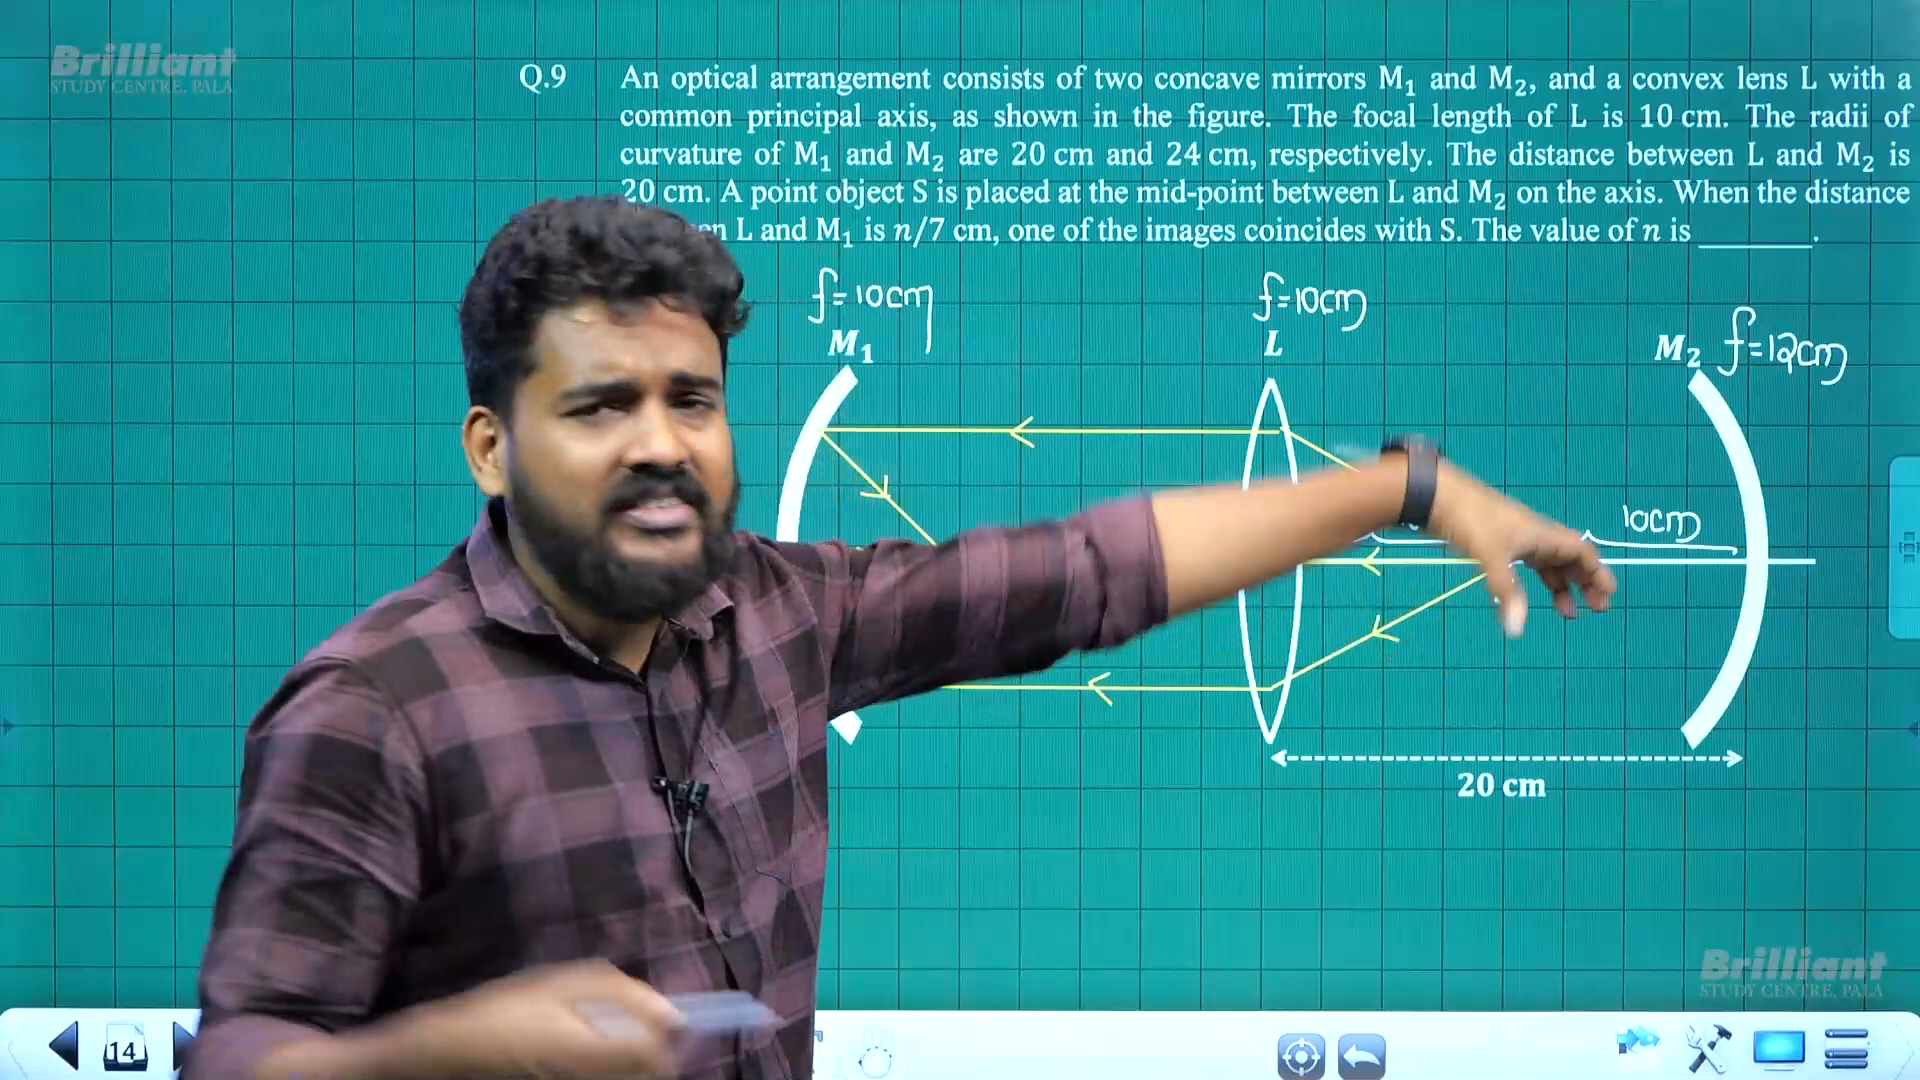 Brilliant
STUDY CENTRE, PALA
Q.9 An optical arrangement consists of two concave mirrors M₁ and M₂, and a convex lens L with a
common principal axis, as shown in the figure. The focal length of L is 10 cm. The radii of
curvature of M₁ and M₂ are 20 cm and 24 cm, respectively. The distance between L and M₂ is
20 cm. A point object S is placed at the mid-point between L and M₂ on the axis. When the distance
L and M₁ is n/7 cm, one of the images coincides with S. The value of n is ________.
f=10cm
f=10cm
M₁
L
M₂
f=12cm
10cm
20 cm
Brilliant
STUDY CENTRE, PALA
14